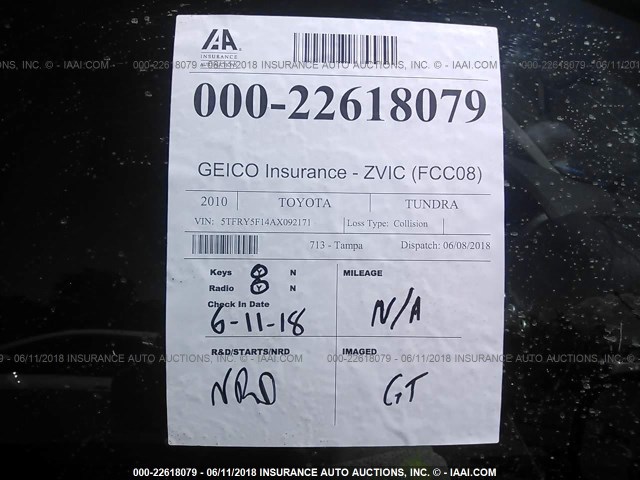 IAA
INSURANCE
000-22618079
GEICO Insurance - ZVIC (FCC08)
2010 TOYOTA TUNDRA
VIN: 5TFRY5F14AX092171 Loss Type: Collision
713 - Tampa Dispatch: 06/08/2018
Keys Y N MILEAGE
Radio Y N
Check In Date
6-11-18 N/A
R&D/STARTS/NRD IMAGED
NRD GT
000-22618079 - 06/11/2018 INSURANCE AUTO AUCTIONS, INC. - © - IAAI.COM